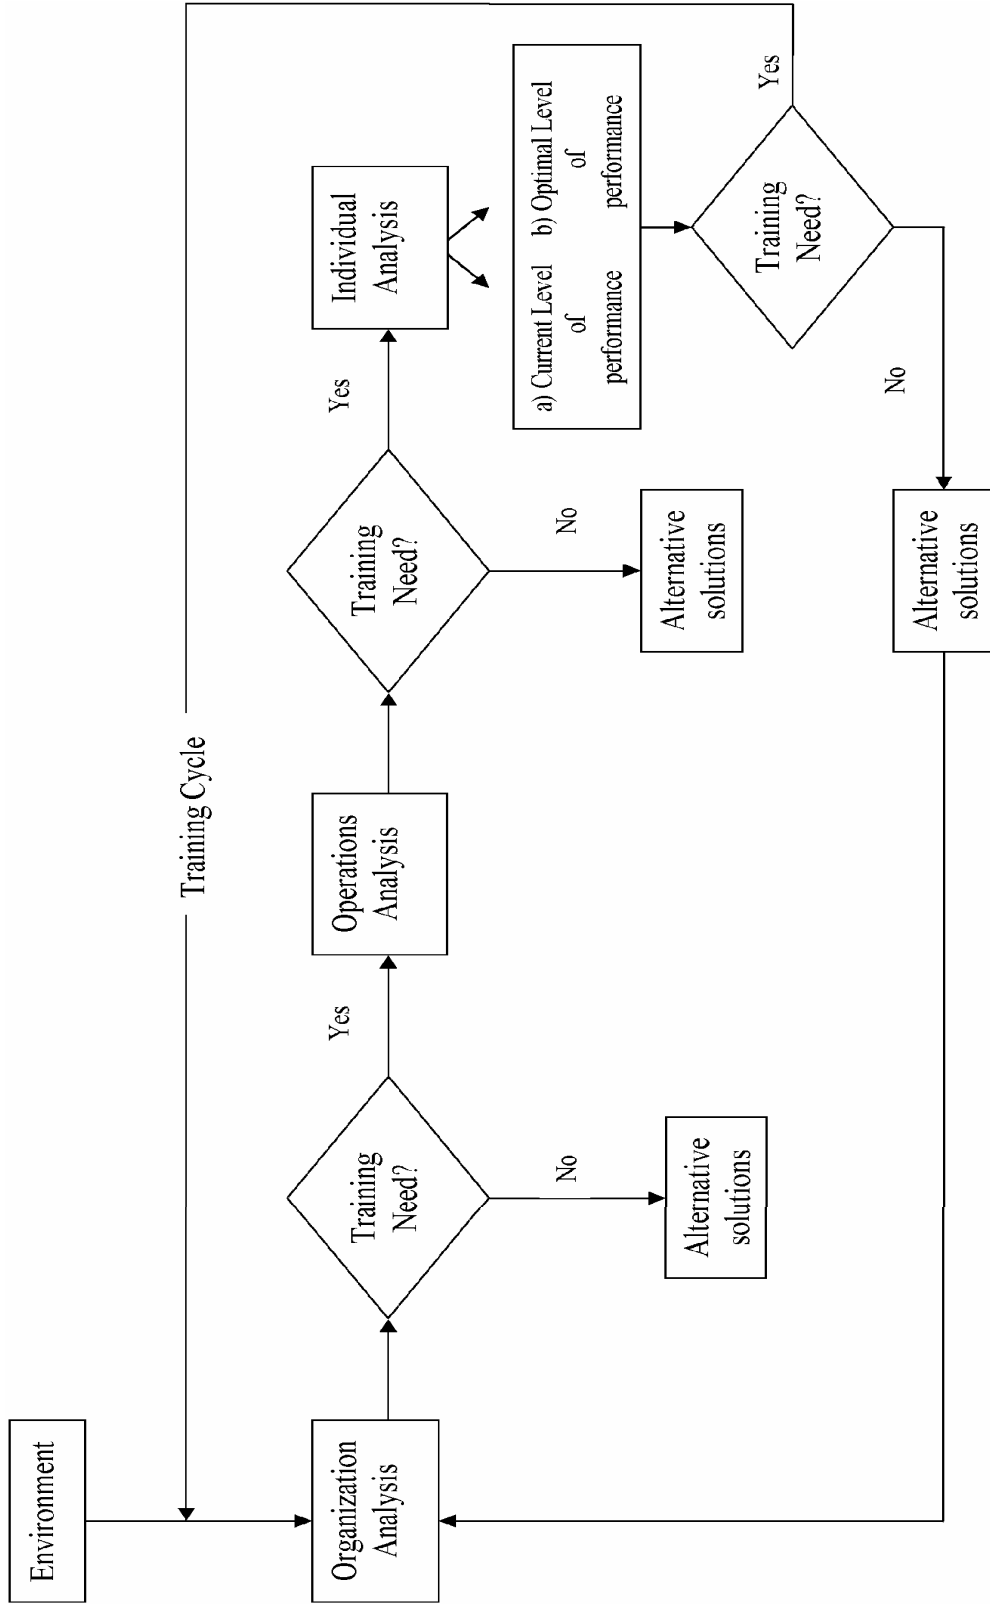 Environment
Training Cycle
Organization
Analysis
Training
Need?
Yes
Operations
Analysis
Training
Need?
Yes
Individual
Analysis
No
Alternative
solutions
No
Alternative
solutions
a) Current Level
of
performance
b) Optimal Level
of
performance
Training
Need?
Yes
No
Alternative
solutions